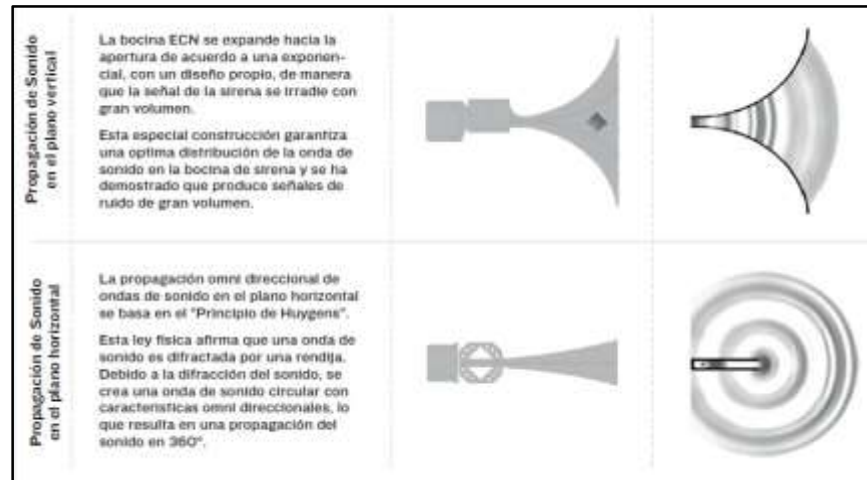 Propagación de Sonido
en el plano vertical
La bocina ECN se expande hacia la
apertura de acuerdo a una exponen-
cial, con un diseño propio, de manera
que la señal de la sirena se irradie con
gran volumen.
Esta especial construcción garantiza
una optima distribución de la onda de
sonido en la bocina de sirena y se ha
demostrado que produce señales de
ruido de gran volumen.
Propagación de Sonido
en el plano horizontal
La propagación omni direccional de
ondas de sonido en el plano horizontal
se basa en el "Principio de Huygens".
Esta ley física afirma que una onda de
sonido es difractada por una rendija.
Debido a la difracción del sonido, se
crea una onda de sonido circular con
características omni direccionales, lo
que resulta en una propagación del
sonido en 360°.